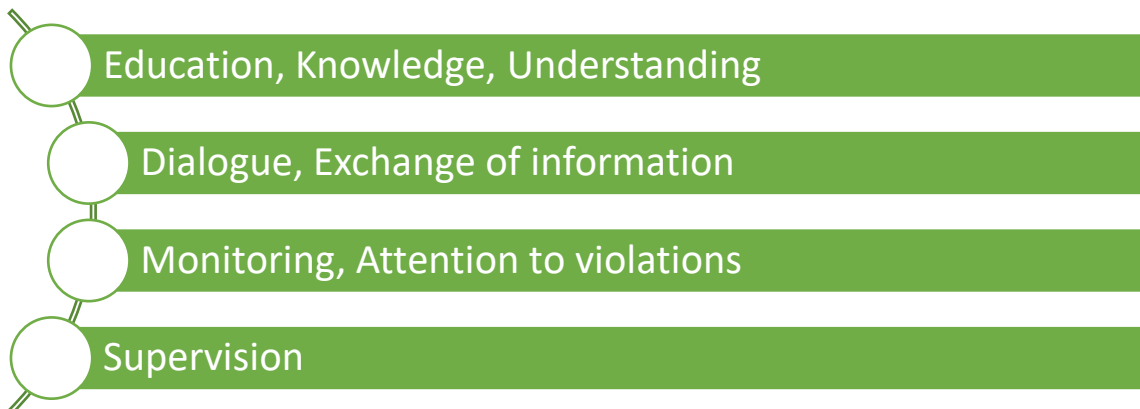 Education, Knowledge, Understanding
Dialogue, Exchange of information
Monitoring, Attention to violations
Supervision